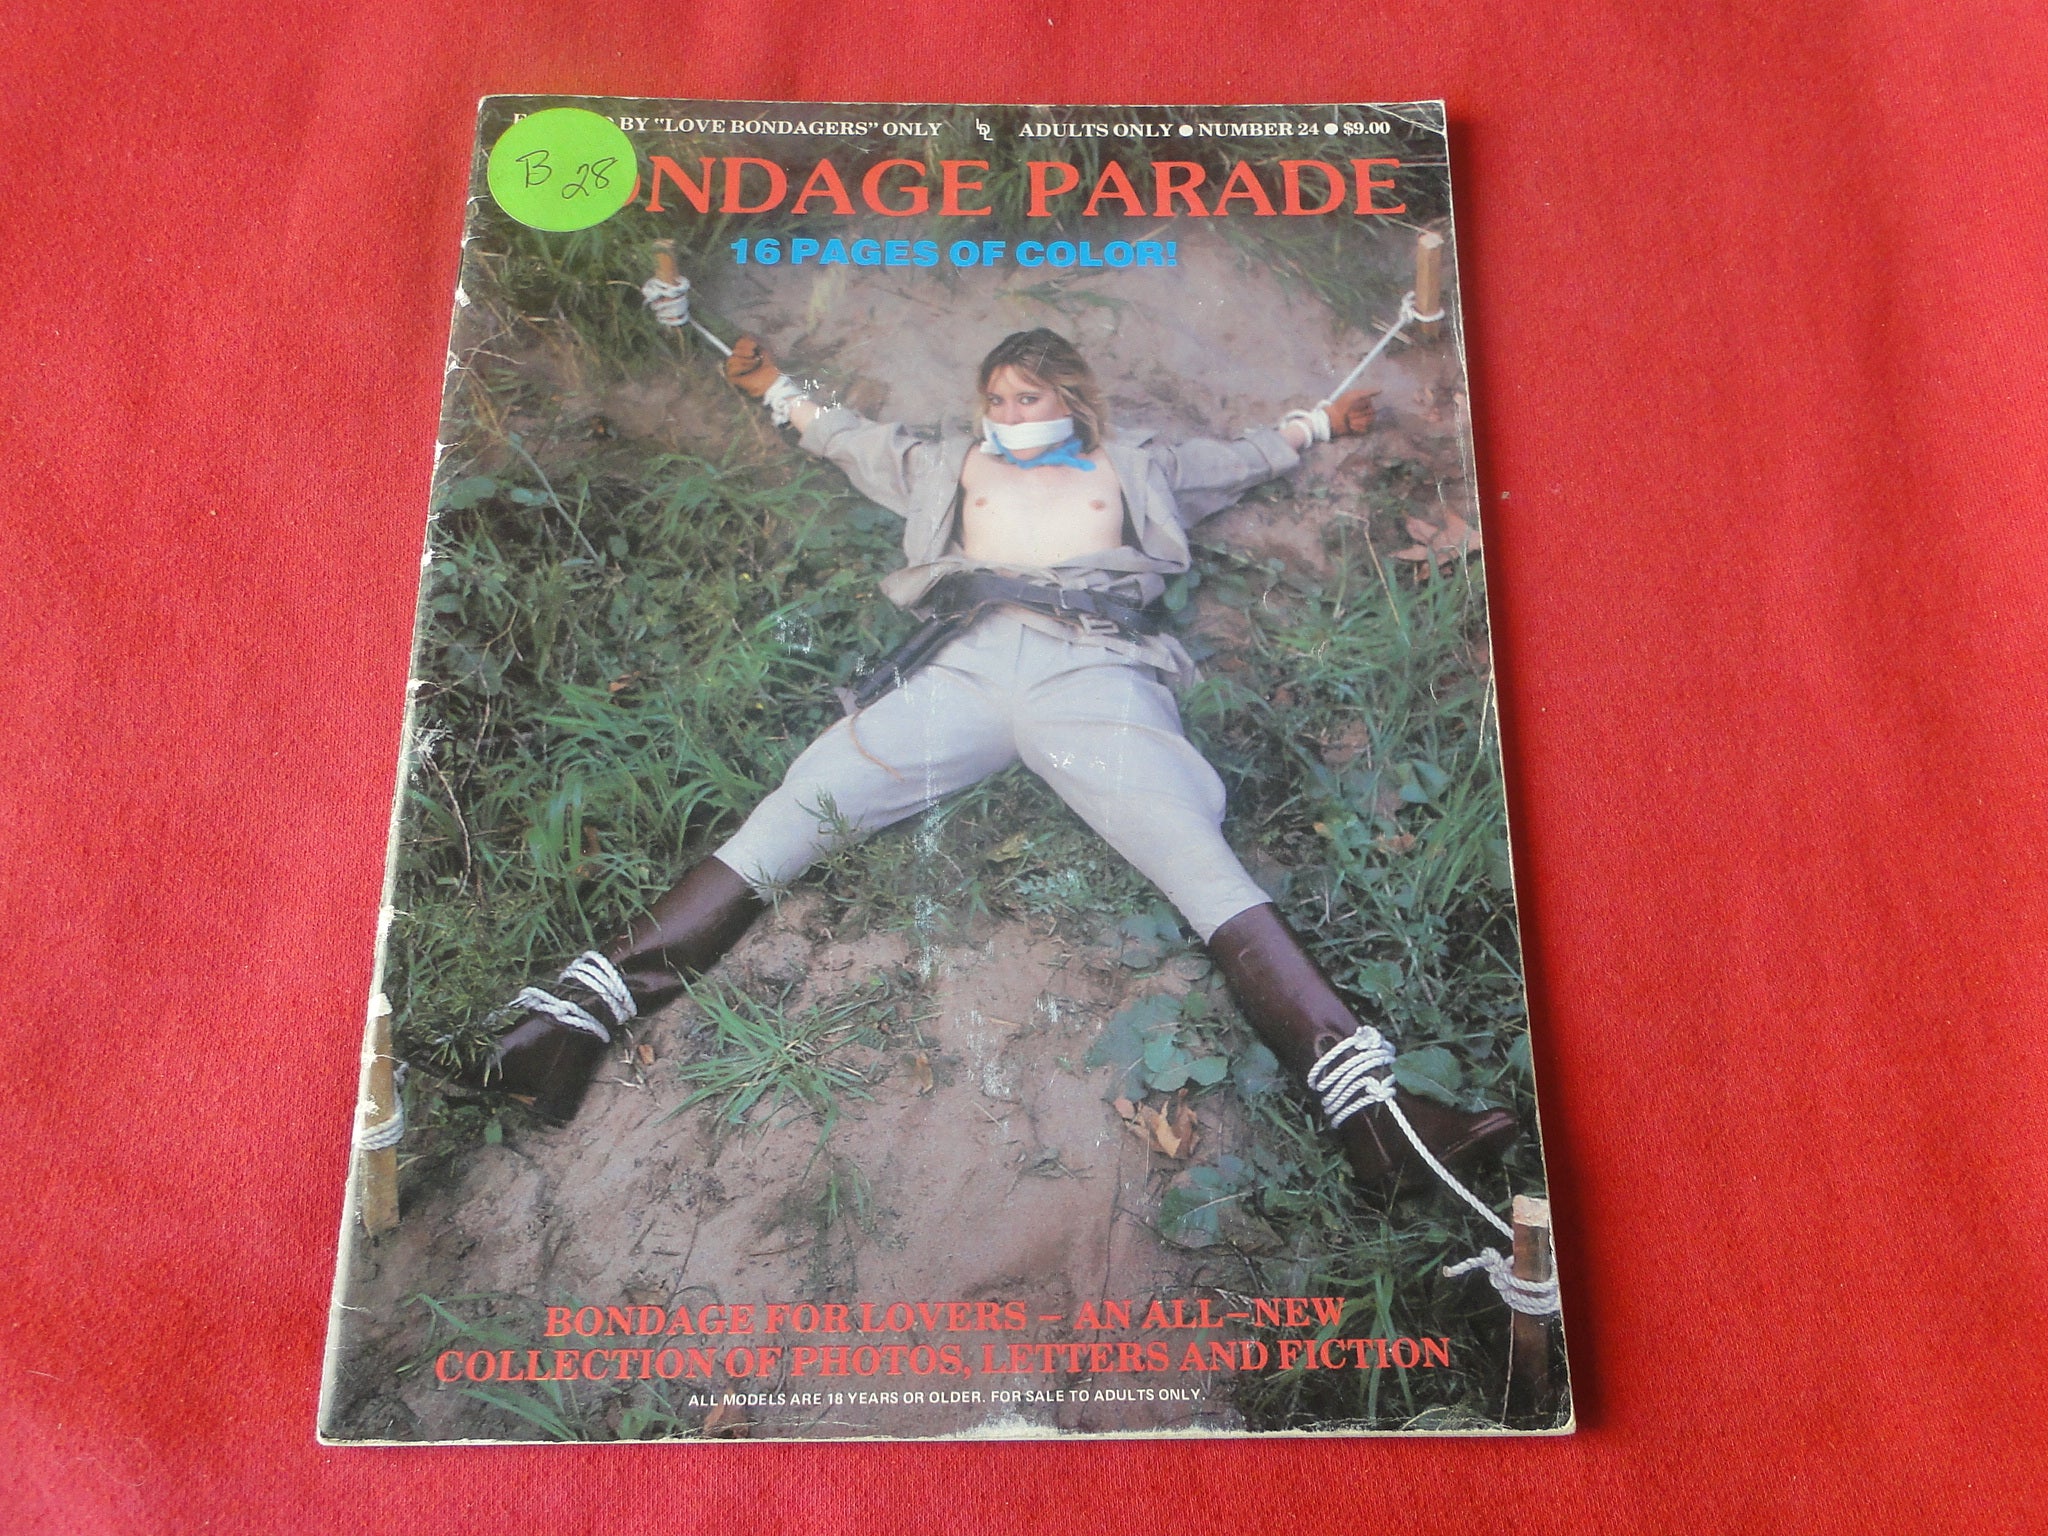 BY "LOVE BONDAGERS" ONLY ADULTS ONLY ● NUMBER 24 ● $9.00
B 28
ONDAGE PARADE
16 PAGES OF COLOR!
BONDAGE FOR LOVERS – AN ALL–NEW
COLLECTION OF PHOTOS, LETTERS AND FICTION
ALL MODELS ARE 18 YEARS OR OLDER. FOR SALE TO ADULTS ONLY.